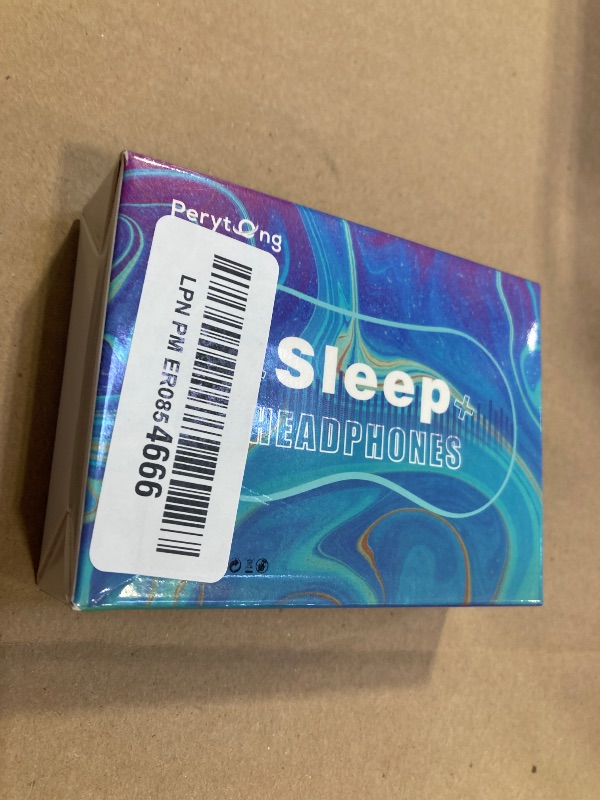 Perytong
LPN PM ER0854666
Sleep+
HEADPHONES